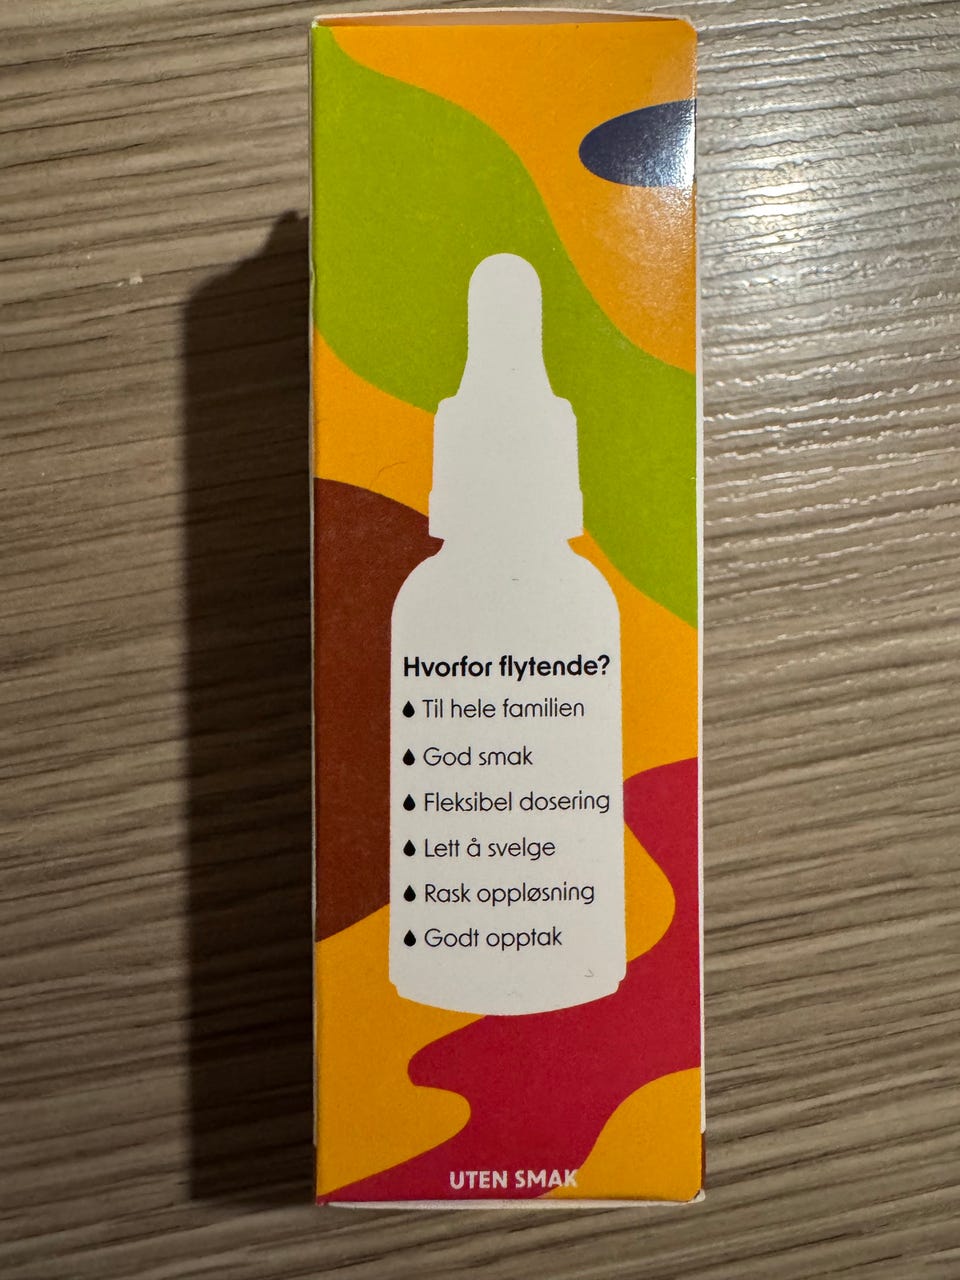 Hvorfor flytende?
Til hele familien
God smak
Fleksibel dosering
Lett å svelge
Rask oppløsning
Godt opptak
UTEN SMAK